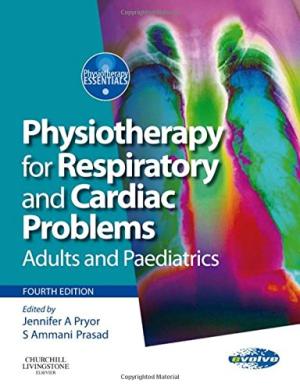 Physiotherapy
ESSENTIALS
Physiotherapy
for Respiratory
and Cardiac
Problems
Adults and Paediatrics
FOURTH EDITION
Edited by
Jennifer A Pryor
S Ammani Prasad
CHURCHILL
LIVINGSTONE
ELSEVIER
evolve